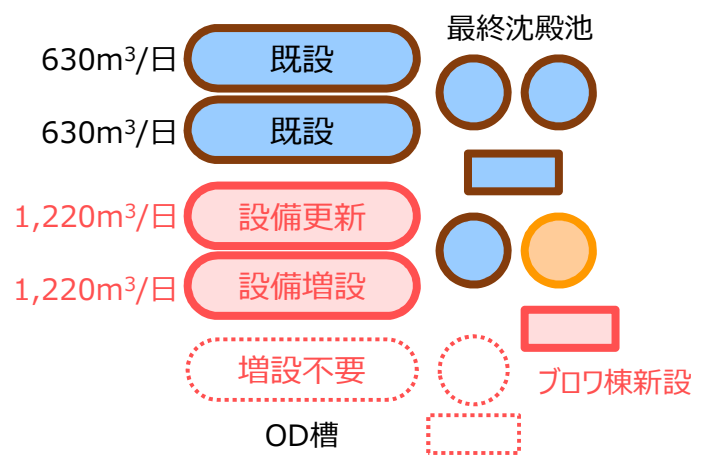 最終沈殿池
630m³/日
既設
630m³/日
既設
1,220m³/日
設備更新
1,220m³/日
設備増設
増設不要
ブロワ棟新設
OD槽